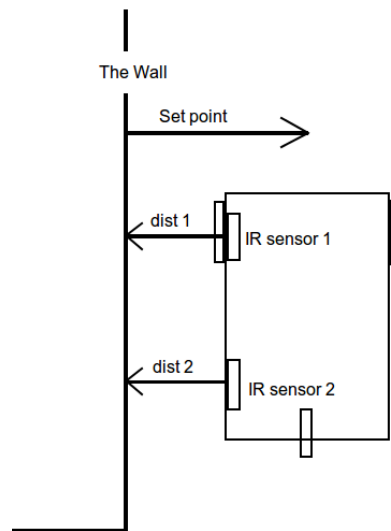 The Wall
Set point
dist 1
IR sensor 1
dist 2
IR sensor 2